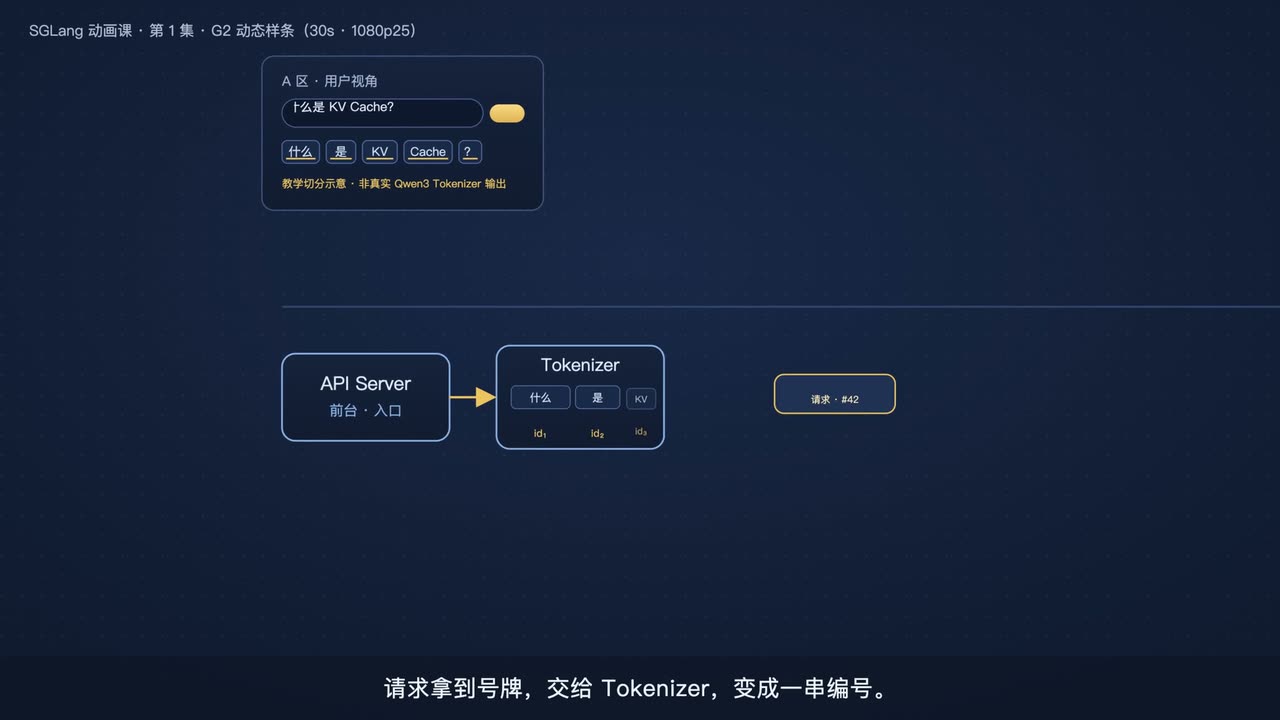 SGLang 动画课 · 第 1 集 · G2 动态样条（30s · 1080p25）
A 区 · 用户视角
什么是 KV Cache?
什么 是 KV Cache ?
教学切分示意 · 非真实 Qwen3 Tokenizer 输出
API Server
前台 · 入口
Tokenizer
什么 是 KV
id₁ id₂ id₃
请求 · #42
请求拿到号牌，交给 Tokenizer，变成一串编号。